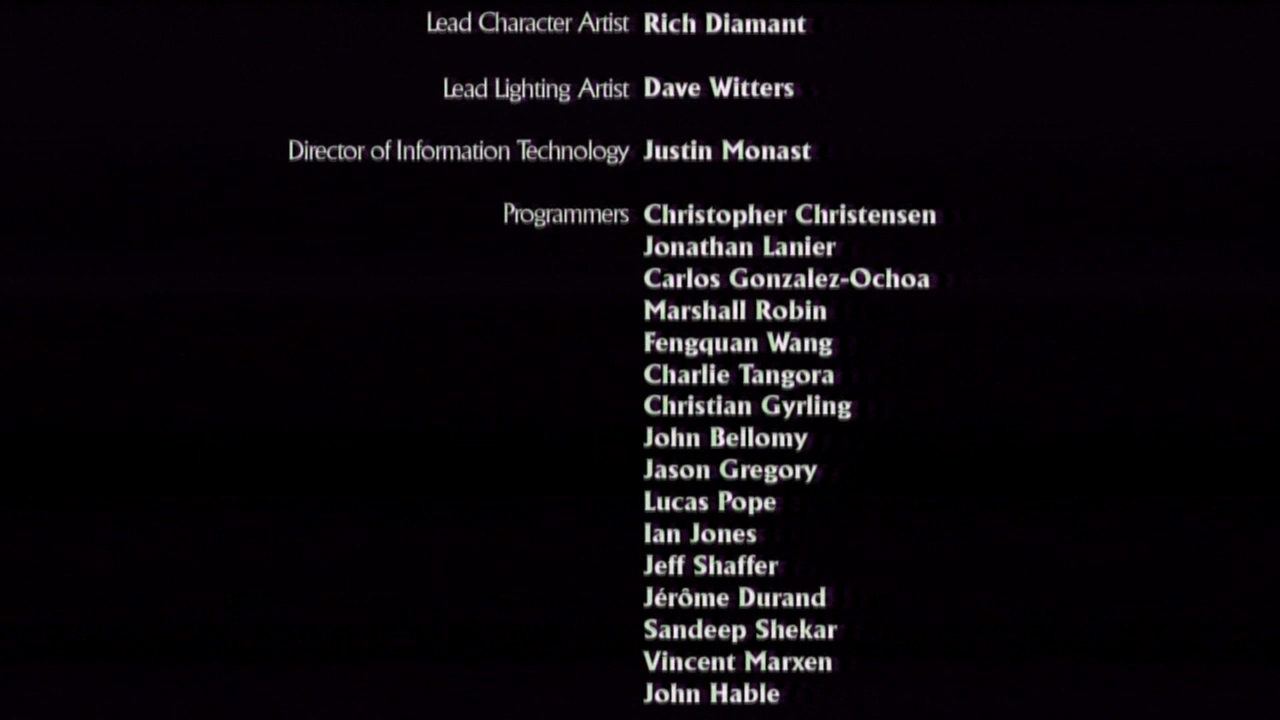 Lead Character Artist Rich Diamant
Lead Lighting Artist Dave Witters
Director of Information Technology Justin Monast
Programmers Christopher Christensen
Jonathan Lanier
Carlos Gonzalez-Ochoa
Marshall Robin
Fengquan Wang
Charlie Tangora
Christian Gyrling
John Bellomy
Jason Gregory
Lucas Pope
Ian Jones
Jeff Shaffer
Jérôme Durand
Sandeep Shekar
Vincent Marxen
John Hable